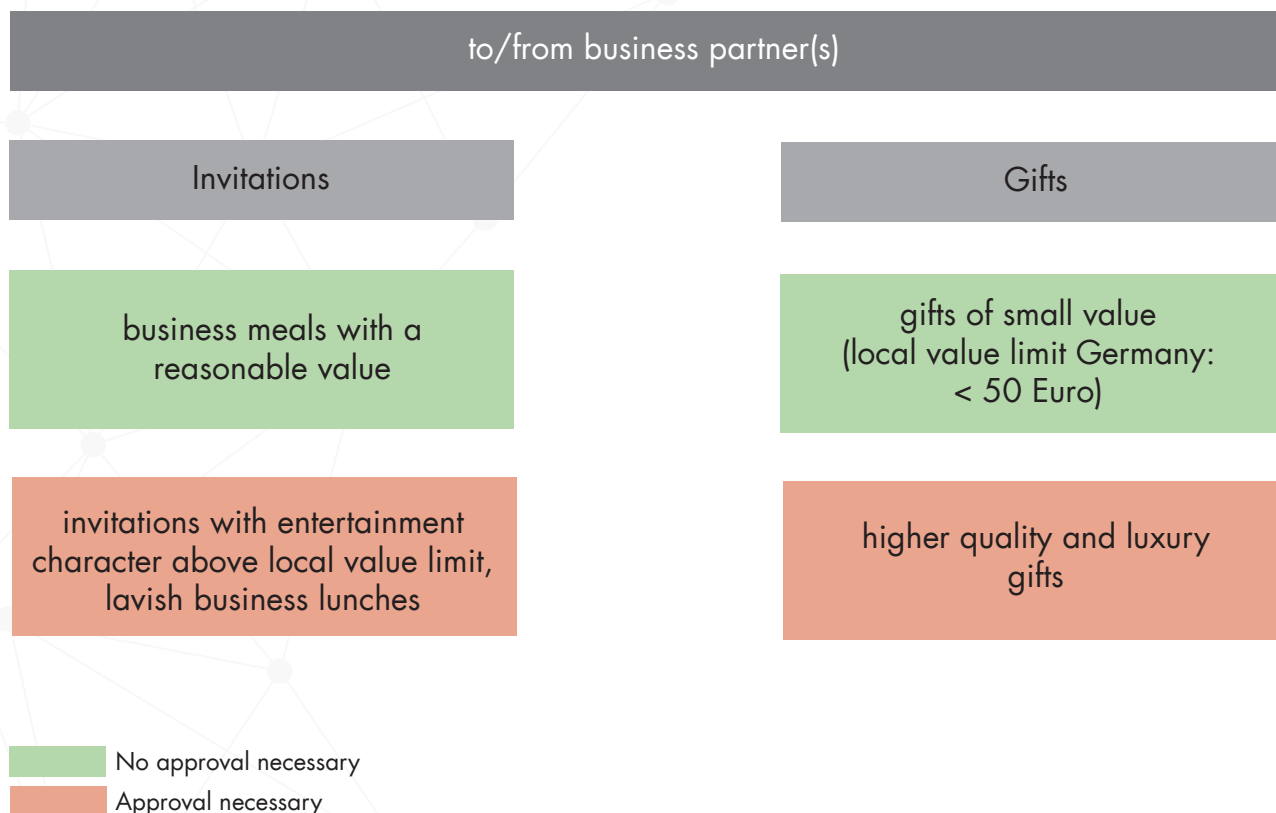 to/from business partner(s)
Invitations
Gifts
business meals with a
reasonable value
gifts of small value
(local value limit Germany:
< 50 Euro)
invitations with entertainment
character above local value limit,
lavish business lunches
higher quality and luxury
gifts
No approval necessary
Approval necessary